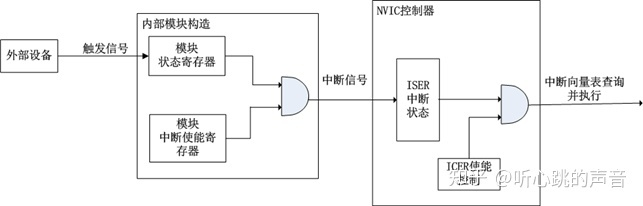 内部模块构造
NVIC控制器
外部设备
触发信号
模块
状态寄存器
模块
中断使能寄
存器
中断信号
ISER
中断
状态
ICER使能
控制
中断向量表查询
并执行
知乎 @听心跳的声音